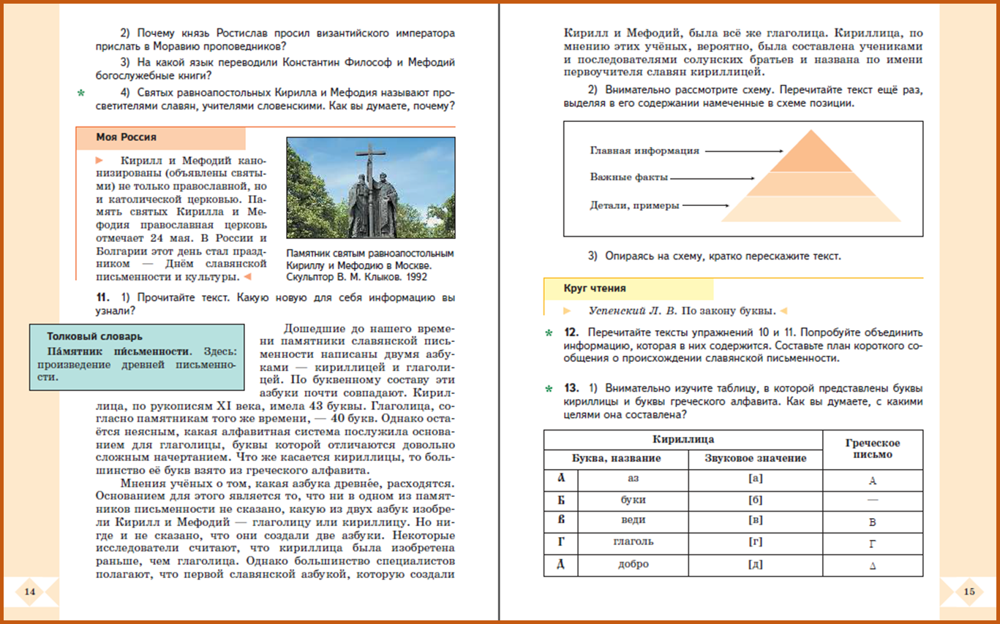 2) Почему князь Ростислав просил византийского императора
прислать в Моравию проповедников?
3) На какой язык переводили Константин Философ и Мефодий
богослужебные книги?
* 4) Святых равноапостольных Кирилла и Мефодия называют про-
светителями славян, учителями словенскими. Как вы думаете, почему?
Моя Россия
Кирилл и Мефодий кано-
низированы (объявлены святы-
ми) не только православной, но
и католической церковью. Па-
мять святых Кирилла и Ме-
фодия православная церковь
отмечает 24 мая. В России и
Болгарии этот день стал празд-
ником — Днём славянской
письменности и культуры.
Памятник святым равноапостольным
Кириллу и Мефодию в Москве.
Скульптор В. М. Клыков. 1992
11. 1) Прочитайте текст. Какую новую для себя информацию вы
узнали?
Толковый словарь
Па́мятник пи́сьменности. Здесь:
произведение древней письменно-
сти.
Дошедшие до нашего време-
ни памятники славянской пись-
менности написаны двумя азбу-
ками — кириллицей и глаголи-
цей. По буквенному составу эти
азбуки почти совпадают. Кирил-
лица, по рукописям XI века, имела 43 буквы. Глаголица, со-
гласно памятникам того же времени, — 40 букв. Однако оста-
ётся неясным, какая алфавитная система послужила основа-
нием для глаголицы, буквы которой отличаются довольно
сложным начертанием. Что же касается кириллицы, то боль-
шинство её букв взято из греческого алфавита.
Мнения учёных о том, какая азбука древне́е, расходятся.
Основанием для этого является то, что ни в одном из памят-
ников письменности не сказано, какую из двух азбук изобре-
ли Кирилл и Мефодий — глаголицу или кириллицу. Но ни-
где и не сказано, что они создали две азбуки. Некоторые
исследователи считают, что кириллица была изобретена
раньше, чем глаголица. Однако большинство специалистов
полагают, что первой славянской азбукой, которую создали
14
Кирилл и Мефодий, была всё же глаголица. Кириллица, по
мнению этих учёных, вероятно, была составлена учениками
и последователями солунских братьев и названа по имени
первоучителя славян кириллицей.
2) Внимательно рассмотрите схему. Перечитайте текст ещё раз,
выделяя в его содержании намеченные в схеме позиции.
Главная информация
Важные факты
Детали, примеры
3) Опираясь на схему, кратко перескажите текст.
Круг чтения
Успенский Л. В. По закону буквы.
* 12. Перечитайте тексты упражнений 10 и 11. Попробуйте объединить
информацию, которая в них содержится. Составьте план короткого со-
общения о происхождении славянской письменности.
* 13. 1) Внимательно изучите таблицу, в которой представлены буквы
кириллицы и буквы греческого алфавита. Как вы думаете, с какими
целями она составлена?
Кириллица Греческое письмо
Буква, название Звуковое значение
А аз [а] Α
Б буки [б] —
В веди [в] Β
Г глаголь [г] Γ
Д добро [д] Δ
15